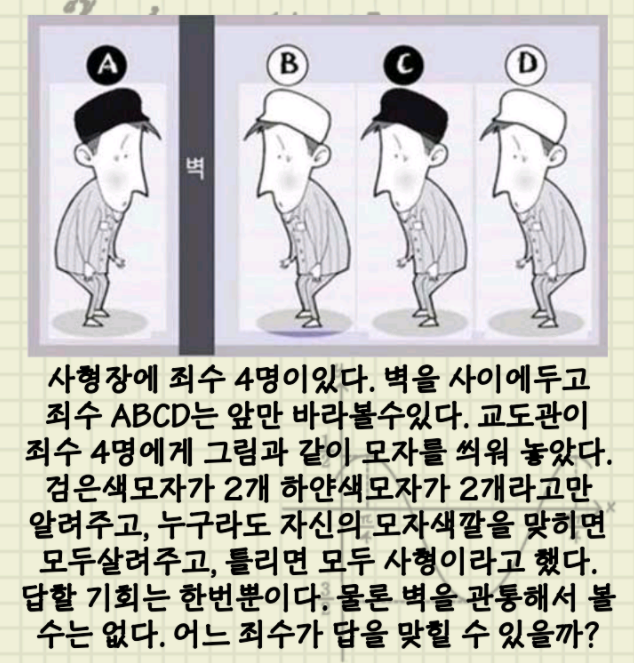 A B C D
벽
사형장에 죄수 4명이있다. 벽을 사이에두고
죄수 ABCD는 앞만 바라볼수있다. 교도관이
죄수 4명에게 그림과 같이 모자를 씌워 놓았다.
검은색모자가 2개 하얀색모자가 2개라고만
알려주고, 누구라도 자신의 모자색깔을 맞히면
모두살려주고, 틀리면 모두 사형이라고 했다.
답할 기회는 한번뿐이다. 물론 벽을 관통해서 볼
수는 없다. 어느 죄수가 답을 맞힐 수 있을까?